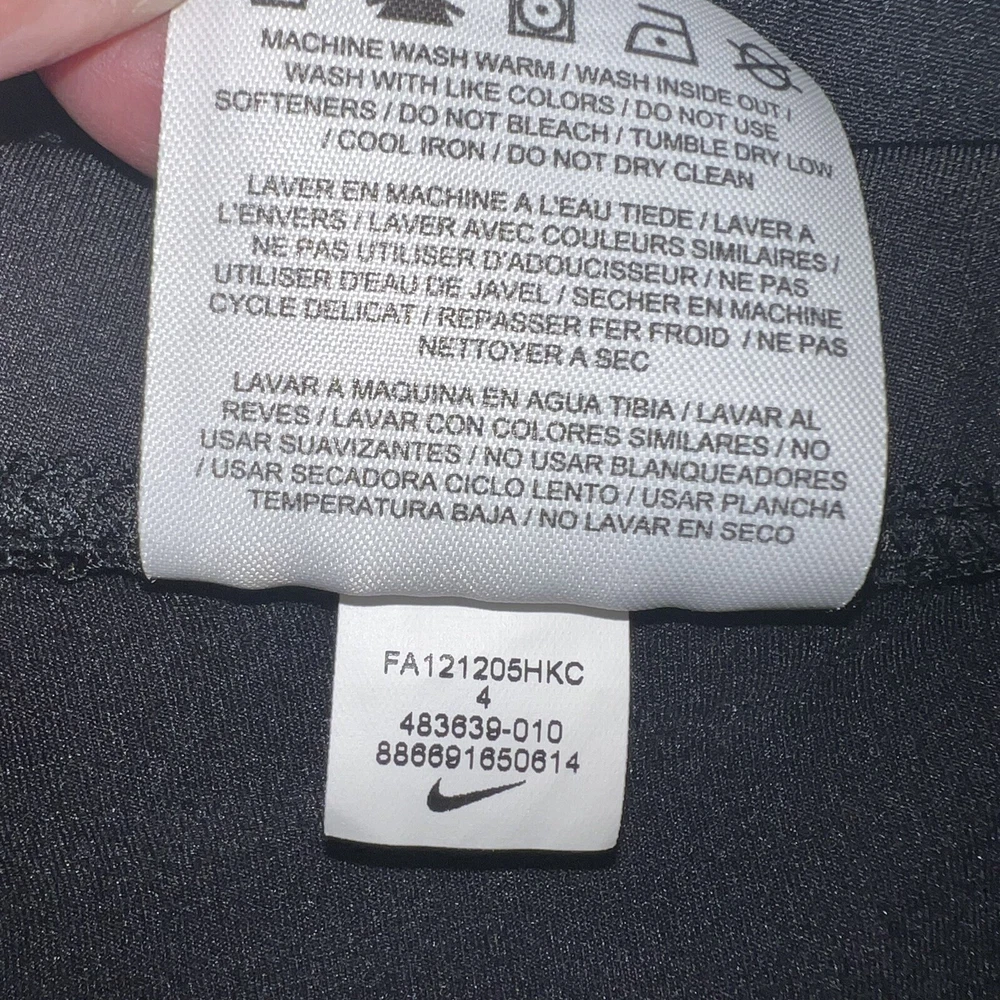 MACHINE WASH WARM / WASH INSIDE OUT /
WASH WITH LIKE COLORS / DO NOT USE
SOFTENERS / DO NOT BLEACH / TUMBLE DRY LOW
/ COOL IRON / DO NOT DRY CLEAN
LAVER EN MACHINE A L'EAU TIEDE / LAVER A
L'ENVERS / LAVER AVEC COULEURS SIMILAIRES /
NE PAS UTILISER D'ADOUCISSEUR / NE PAS
UTILISER D'EAU DE JAVEL / SECHER EN MACHINE
CYCLE DELICAT / REPASSER FER FROID / NE PAS
NETTOYER A SEC
LAVAR A MAQUINA EN AGUA TIBIA / LAVAR AL
REVES / LAVAR CON COLORES SIMILARES / NO
USAR SUAVIZANTES / NO USAR BLANQUEADORES
/ USAR SECADORA CICLO LENTO / USAR PLANCHA
TEMPERATURA BAJA / NO LAVAR EN SECO
FA121205HKC
4
483639-010
886691650614